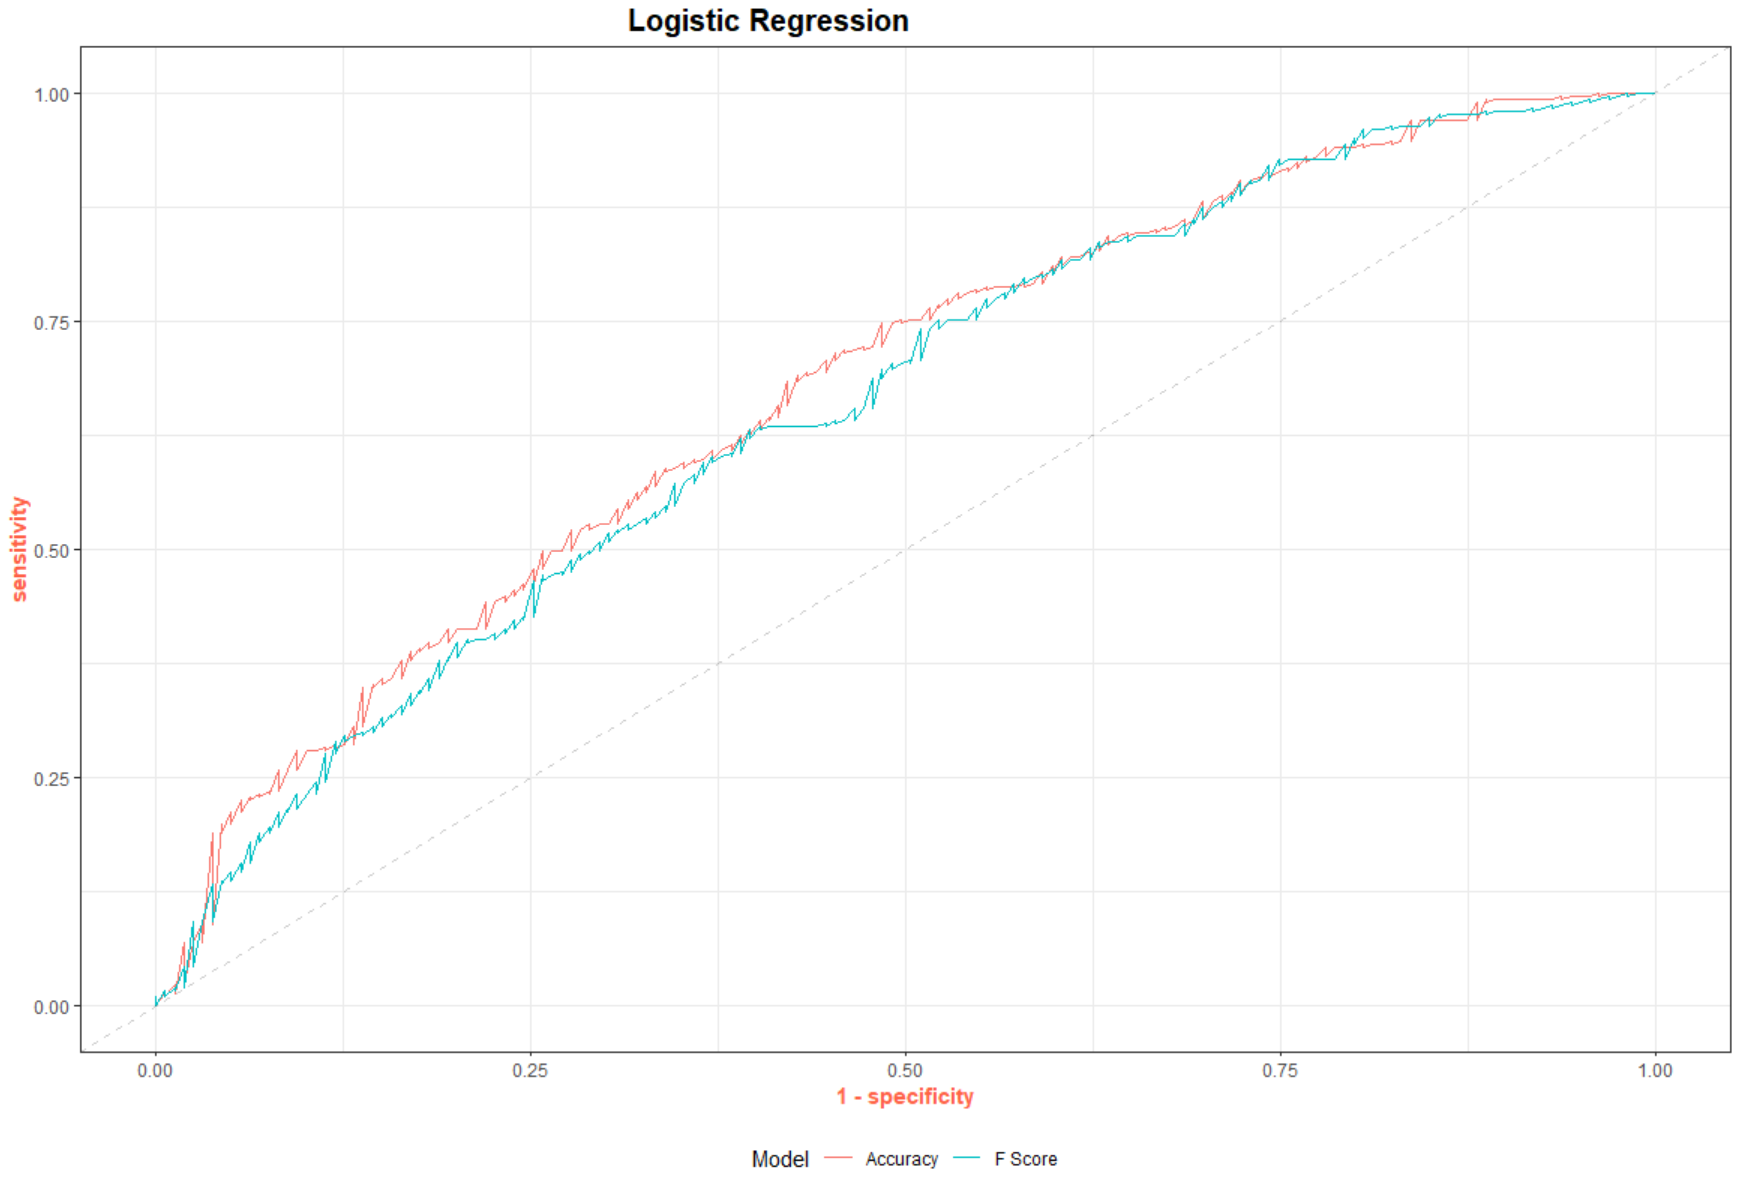 Logistic Regression
1.00
0.75
0.50
0.25
0.00
sensitivity
0.00 0.25 0.50 0.75 1.00
1 - specificity
Model Accuracy F Score